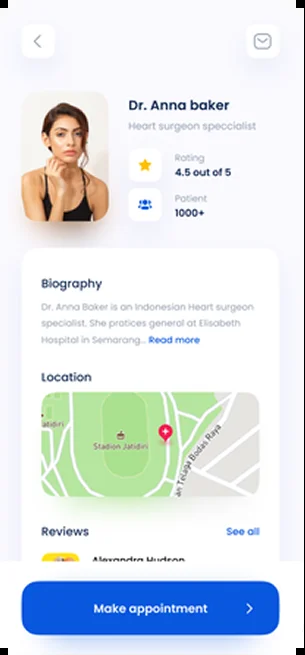 Dr. Anna baker
Heart surgeon speccialist
Rating
4.5 out of 5
Patient
1000+
Biography
Dr. Anna Baker is an Indonesian Heart surgeon
specialist. She pratices general at Elisabeth
Hospital in Semarang... Read more
Location
atidiri
Jatidiri
Stadion Jatidiri
an Telaga Bodas Raya
Reviews See all
Alexandra Hudson
Make appointment